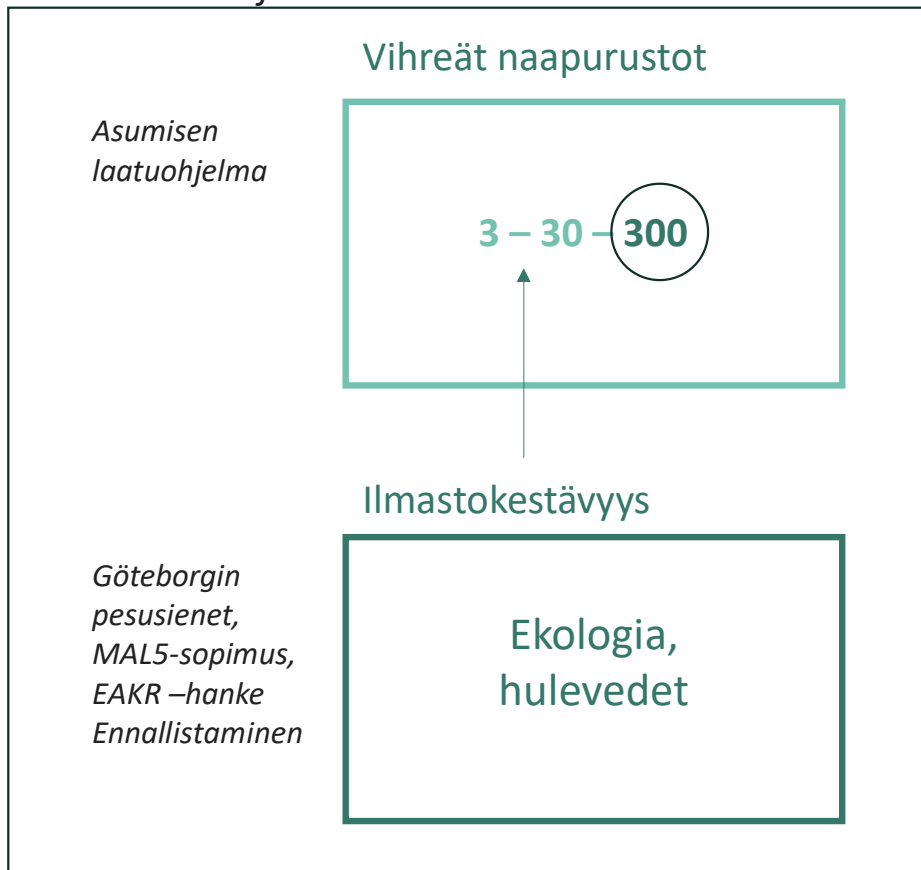 Vihreät naapurustot
Asumisen
laatuohjelma
3 – 30 – 300
Ilmastokestävyys
Göteborgin
pesusienet,
MAL5-sopimus,
EAKR –hanke
Ennallistaminen
Ekologia,
hulevedet